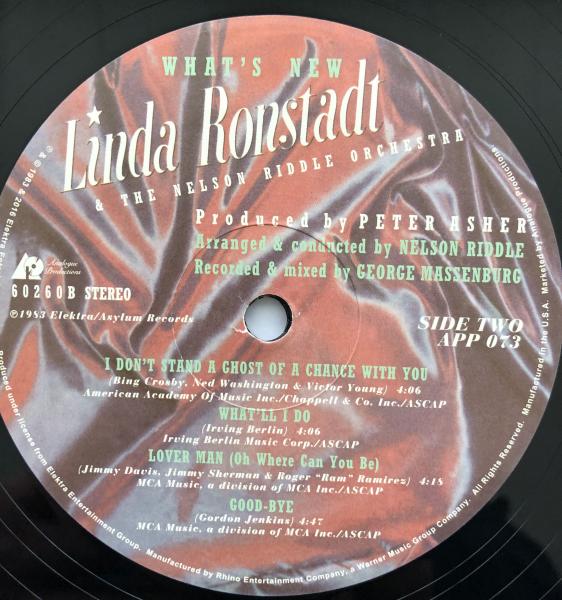 WHAT'S NEW
Linda Ronstadt
& THE NELSON RIDDLE ORCHESTRA
Produced by PETER ASHER
Arranged & conducted by NELSON RIDDLE
Recorded & mixed by GEORGE MASSENBURG
AP
Analogue
Productions
60260B STEREO
℗1983 Elektra/Asylum Records
SIDE TWO
APP 073
I DON'T STAND A GHOST OF A CHANCE WITH YOU
(Bing Crosby, Ned Washington & Victor Young) 4:06
American Academy Of Music Inc./Chappell & Co. Inc./ASCAP
WHAT'LL I DO
(Irving Berlin) 4:06
Irving Berlin Music Corp./ASCAP
LOVER MAN (Oh Where Can You Be)
(Jimmy Davis, Jimmy Sherman & Roger "Ram" Ramirez) 4:18
MCA Music, a division of MCA Inc./ASCAP
GOOD-BYE
(Gordon Jenkins) 4:47
MCA Music, a division of MCA Inc./ASCAP
℗ & © 1983 & 2016 Elektra
Produced under license from Elektra Entertainment Group. Manufactured by Rhino Entertainment Company, a Warner Music Group Company. All Rights Reserved. Manufactured in the U.S.A. Marketed by Analogue Productions